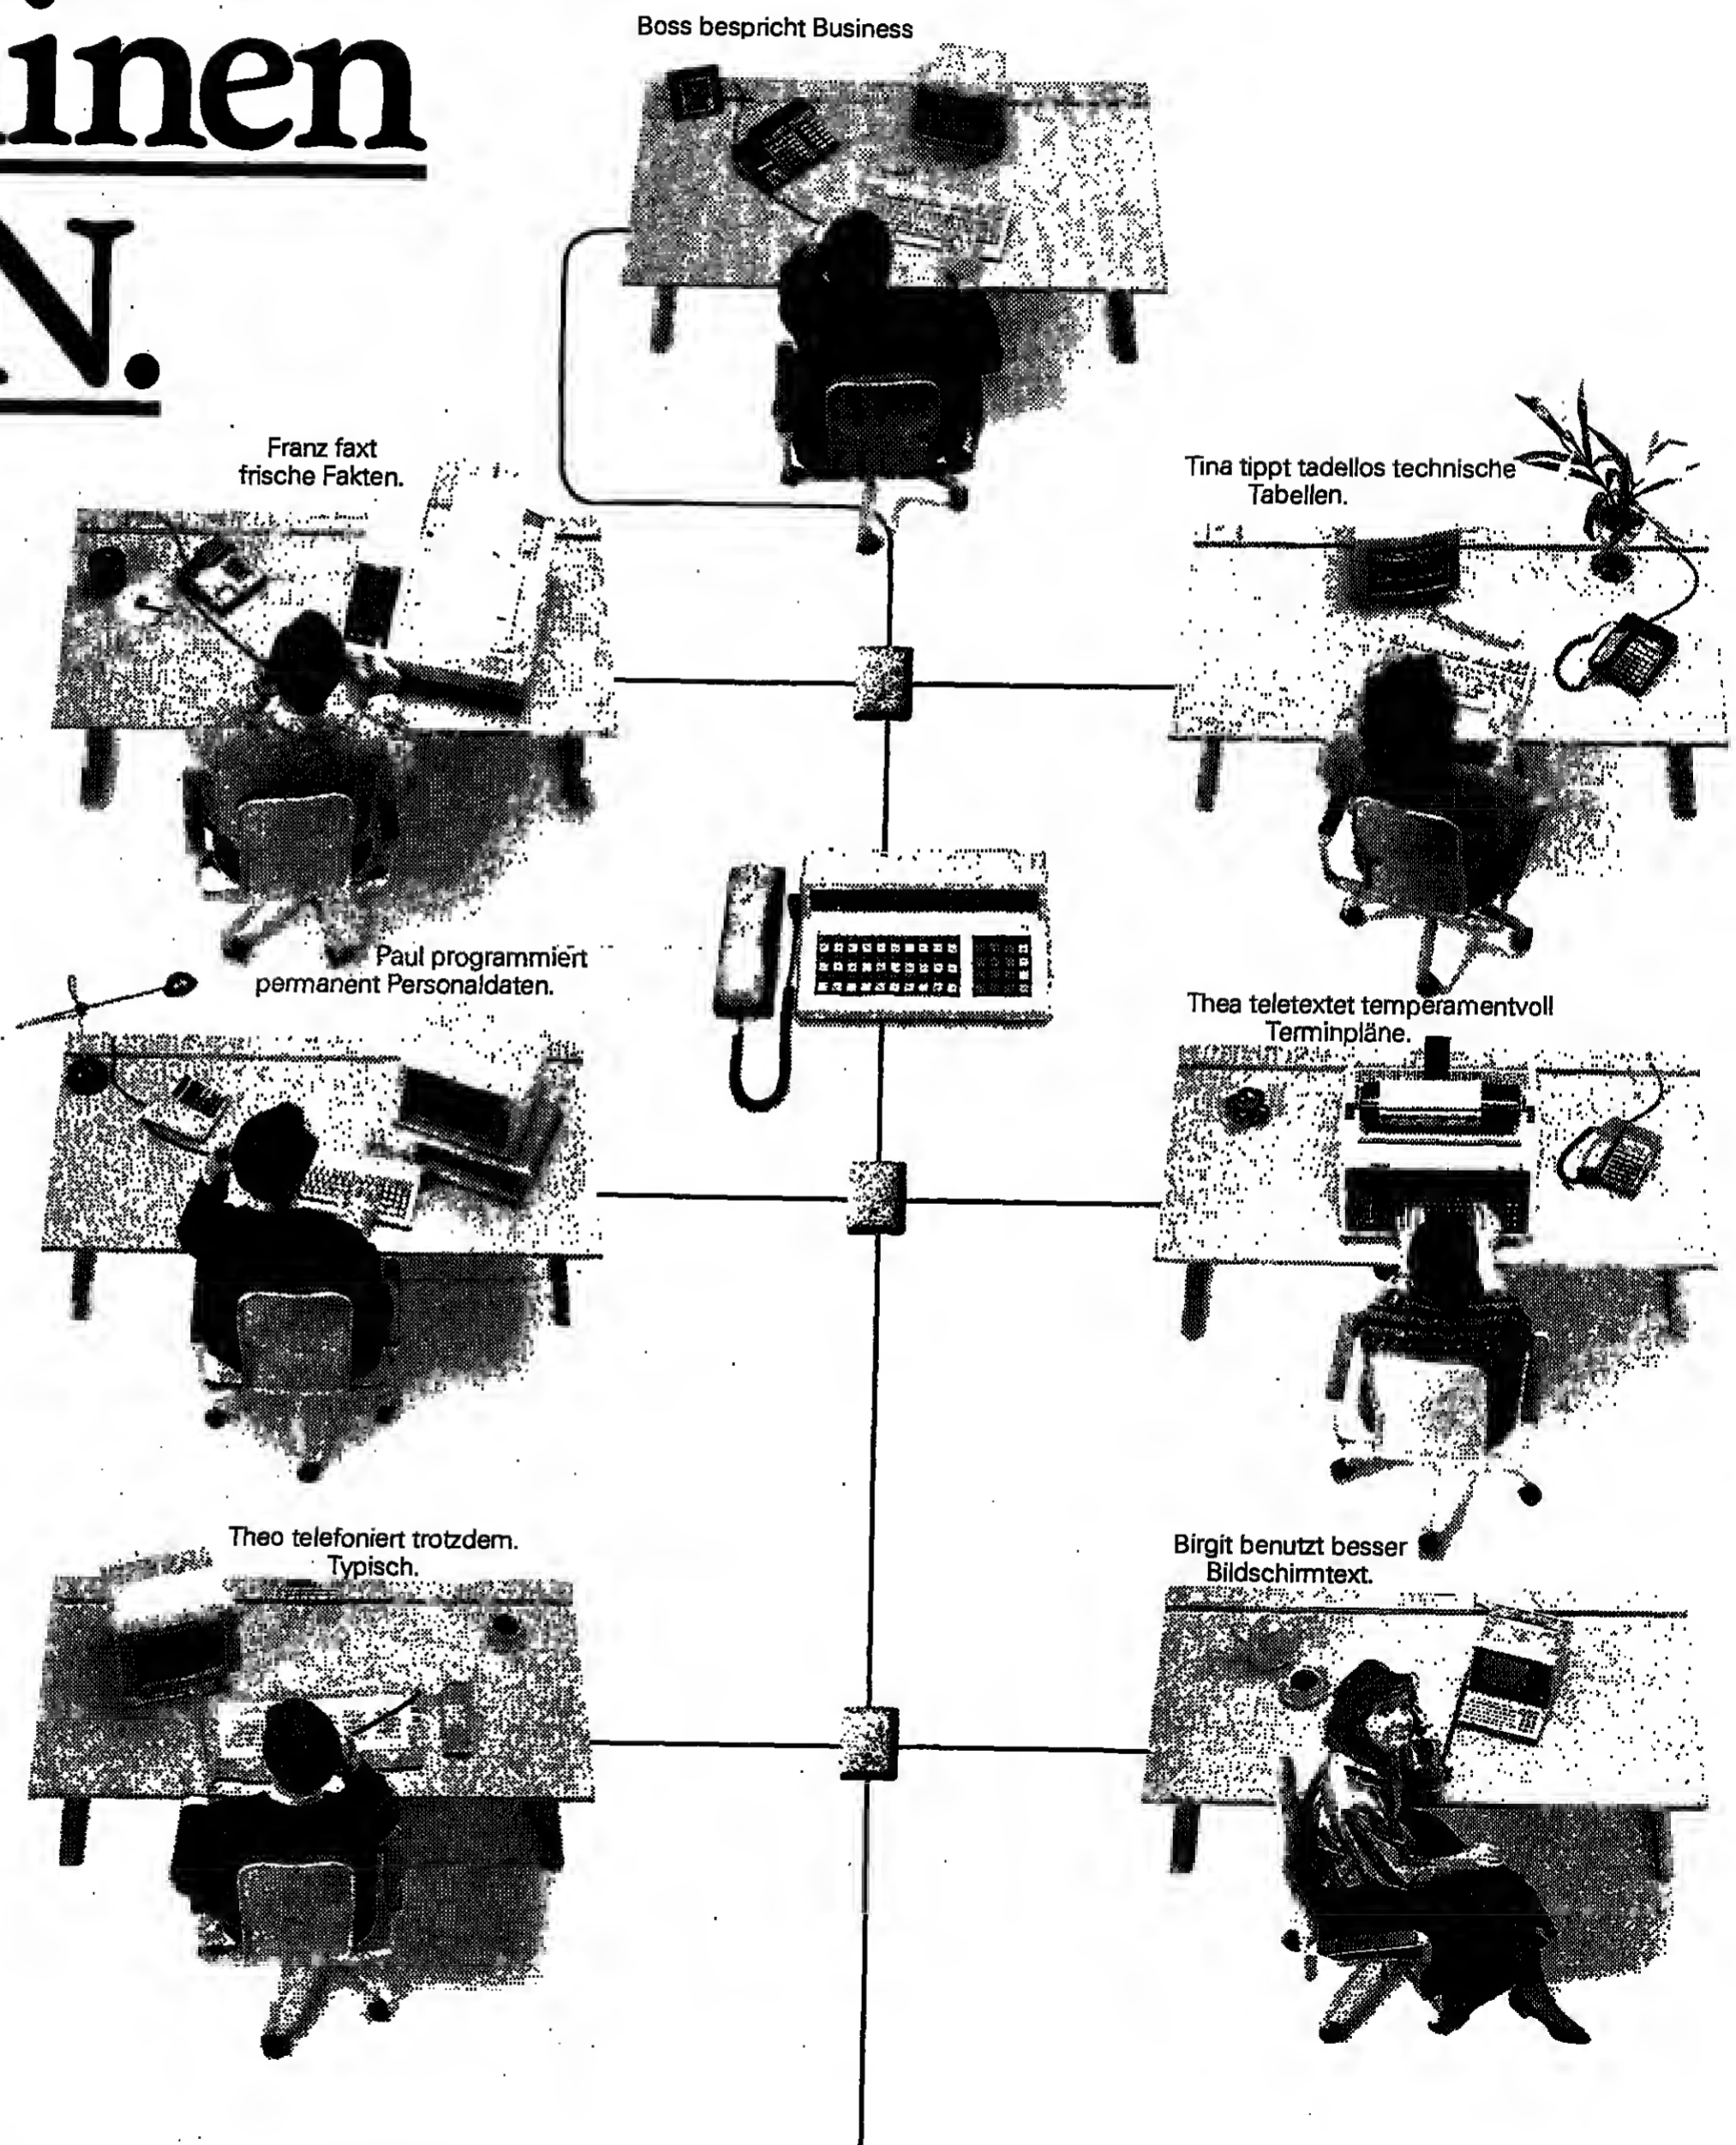 inen
N.
Boss bespricht Business
Franz faxt
frische Fakten.
Tina tippt tadellos technische
Tabellen.
Paul programmiert
permanent Personaldaten.
Thea teletextet temperamentvoll
Terminpläne.
Theo telefoniert trotzdem.
Typisch.
Birgit benutzt besser
Bildschirmtext.